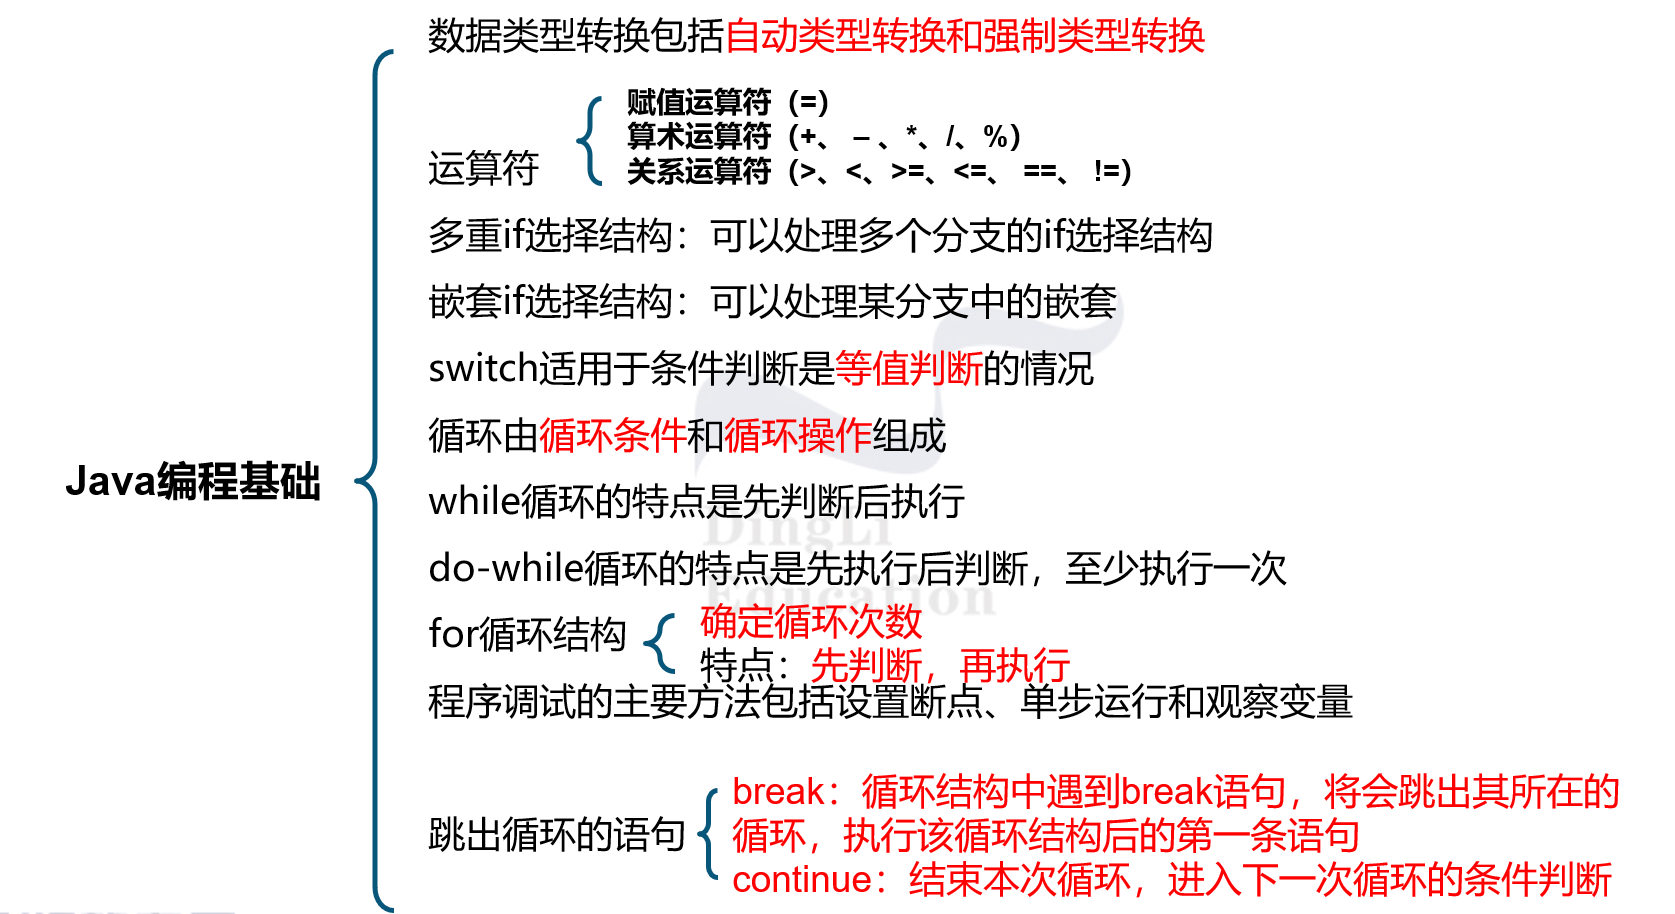 数据类型转换包括自动类型转换和强制类型转换
赋值运算符（=）
算术运算符（+、 – 、*、/、%）
运算符
关系运算符（>、<、>=、<=、 ==、 !=）
多重if选择结构：可以处理多个分支的if选择结构
嵌套if选择结构：可以处理某分支中的嵌套
switch适用于条件判断是等值判断的情况
循环由循环条件和循环操作组成
Java编程基础
while循环的特点是先判断后执行
DingLi
do-while循环的特点是先执行后判断，至少执行一次
Education
确定循环次数
for循环结构
特点：先判断，再执行
程序调试的主要方法包括设置断点、单步运行和观察变量
break：循环结构中遇到break语句，将会跳出其所在的
循环，执行该循环结构后的第一条语句
跳出循环的语句
continue：结束本次循环，进入下一次循环的条件判断